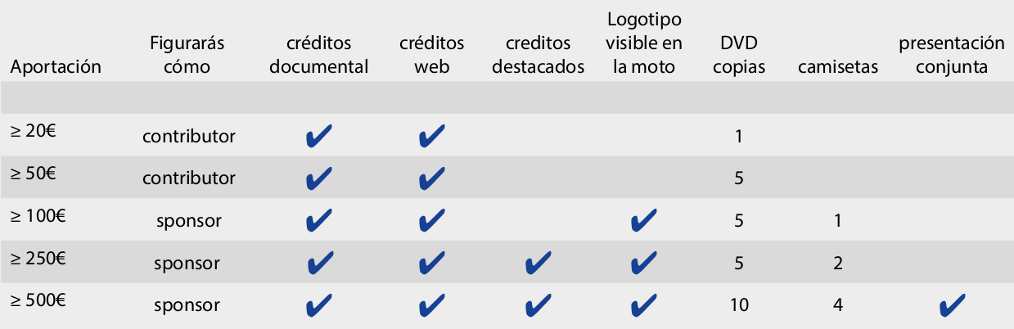 Aportación Figurarás cómo créditos documental créditos web creditos destacados Logotipo visible en la moto DVD copias camisetas presentación conjunta
≥ 20€ contributor ✔ ✔ 1
≥ 50€ contributor ✔ ✔ 5
≥ 100€ sponsor ✔ ✔ ✔ 5 1
≥ 250€ sponsor ✔ ✔ ✔ ✔ 5 2
≥ 500€ sponsor ✔ ✔ ✔ ✔ 10 4 ✔